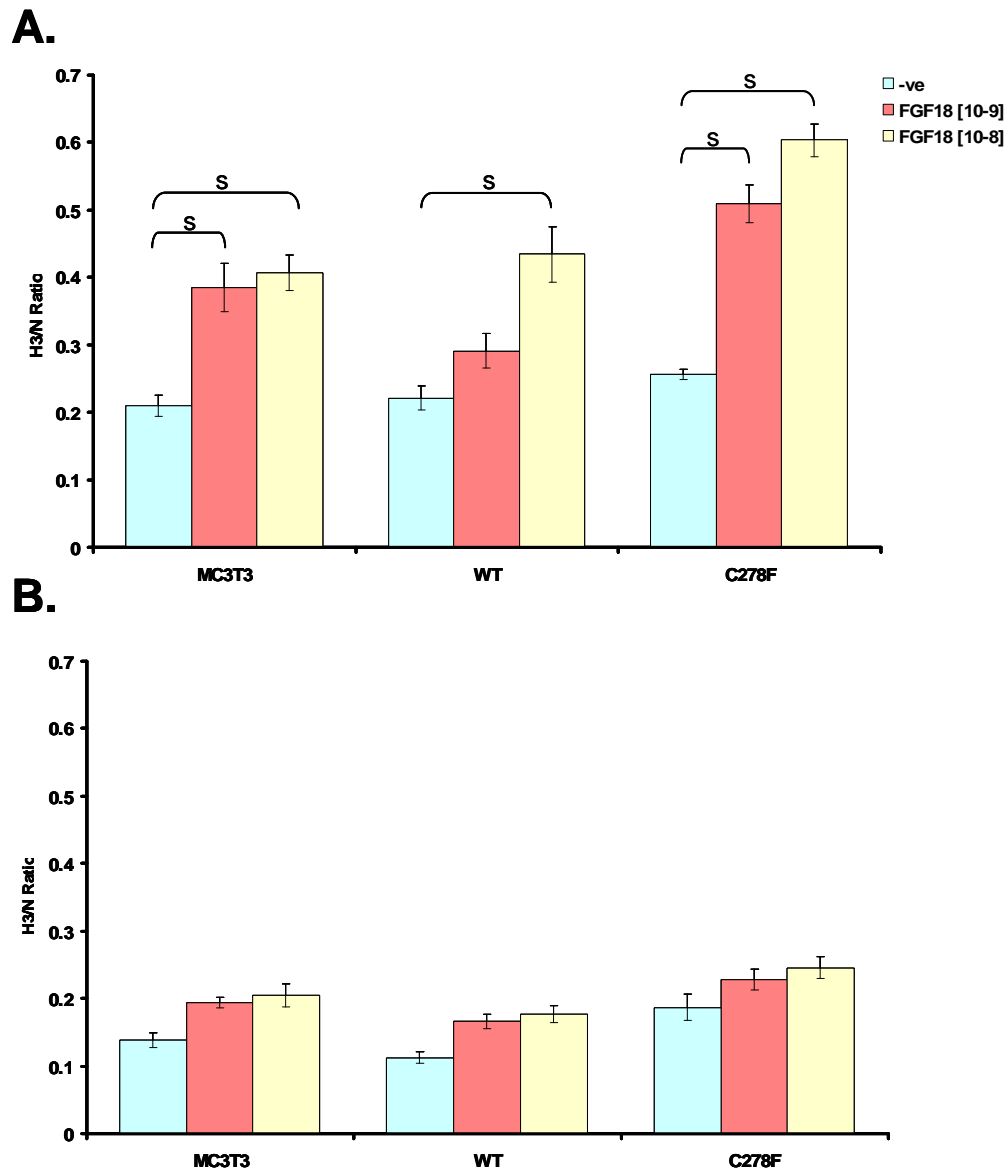 A.
0.7
0.6
0.5
0.4
0.3
0.2
0.1
0
H3/N Ratio
S
S
S
S
S
MC3T3
WT
C278F
-ve
FGF18 [10-9]
FGF18 [10-8]
B.
0.7
0.6
0.5
0.4
0.3
0.2
0.1
0
H3/N Ratio
MC3T3
WT
C278F